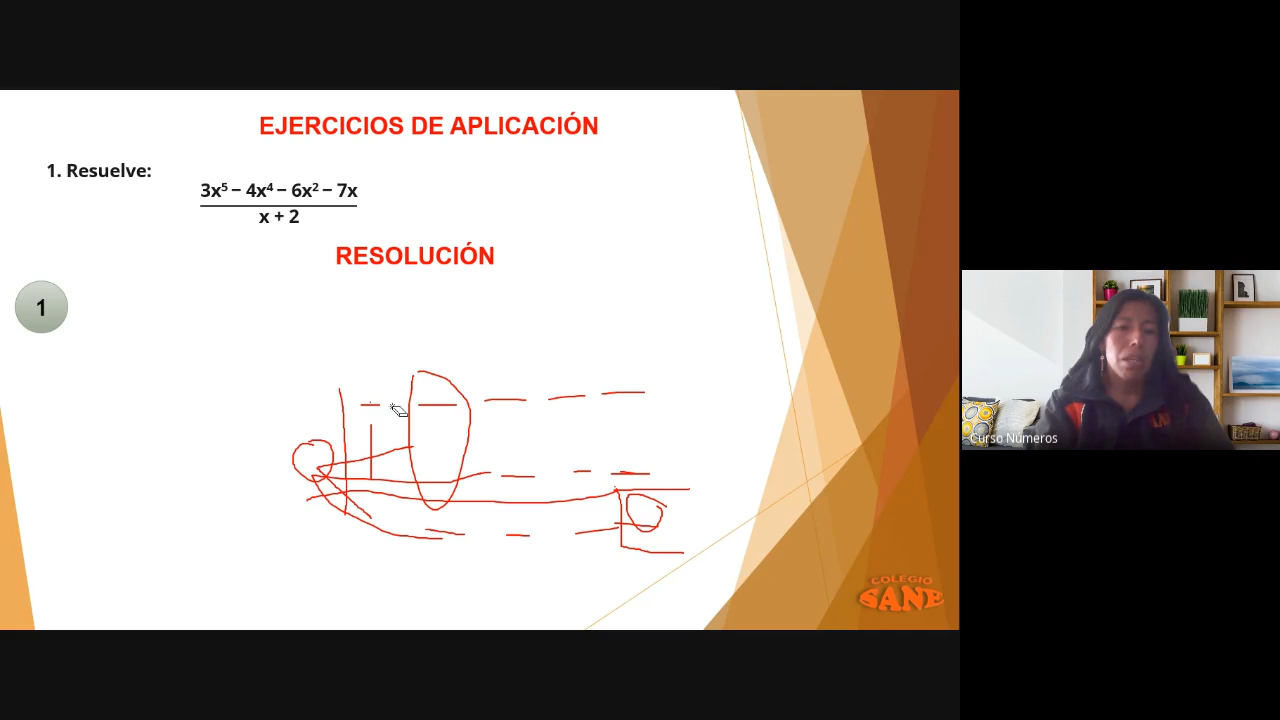 EJERCICIOS DE APLICACIÓN
1. Resuelve:
3x⁵ − 4x⁴ − 6x² − 7x
x + 2
RESOLUCIÓN
1
Curso Números
COLEGIO
SANE